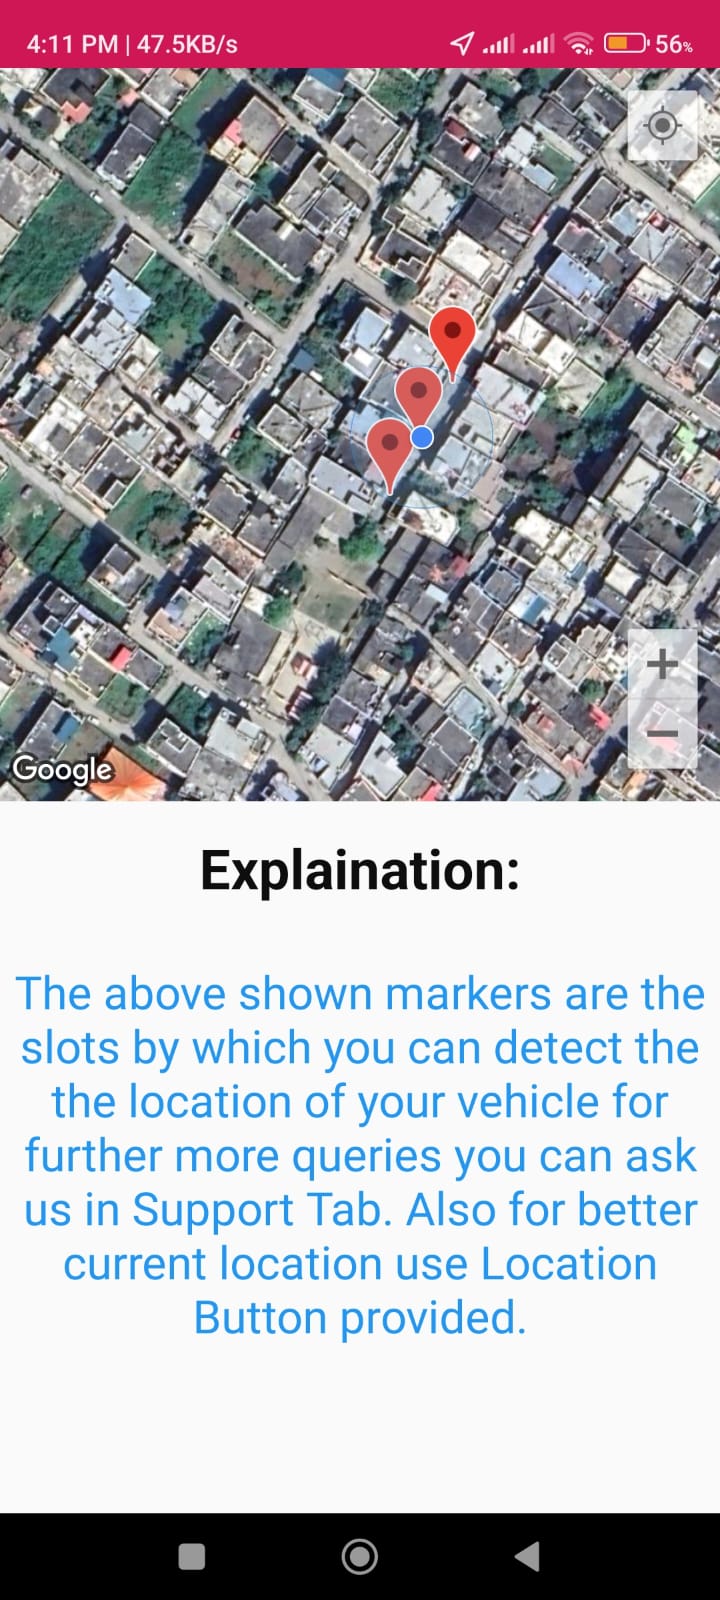 4:11 PM | 47.5KB/s 56%
Google
Explaination:
The above shown markers are the
slots by which you can detect the
the location of your vehicle for
further more queries you can ask
us in Support Tab. Also for better
current location use Location
Button provided.